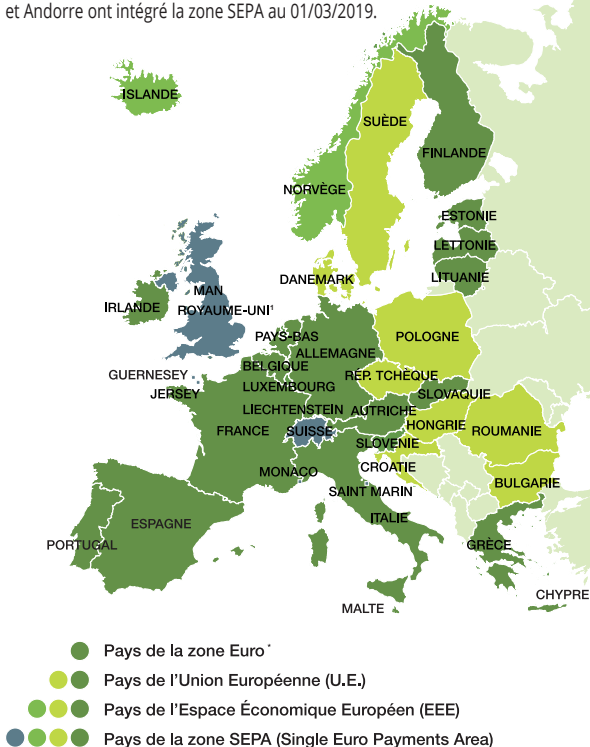 et Andorre ont intégré la zone SEPA au 01/03/2019.
ISLANDE
SUÈDE
FINLANDE
NORVÈGE
ESTONIE
LETTONIE
LITUANIE
DANEMARK
MAN
IRLANDE
ROYAUME-UNI¹
PAYS-BAS
POLOGNE
ALLEMAGNE
BELGIQUE
GUERNESEY
RÉP. TCHÈQUE
JERSEY
LUXEMBOURG
SLOVAQUIE
LIECHTENSTEIN
AUTRICHE
HONGRIE
FRANCE
SUISSE
ROUMANIE
SLOVENIE
MONACO
CROATIE
BULGARIE
SAINT MARIN
ESPAGNE
ITALIE
PORTUGAL
GRÈCE
CHYPRE
MALTE
Pays de la zone Euro*
Pays de l'Union Européenne (U.E.)
Pays de l'Espace Économique Européen (EEE)
Pays de la zone SEPA (Single Euro Payments Area)